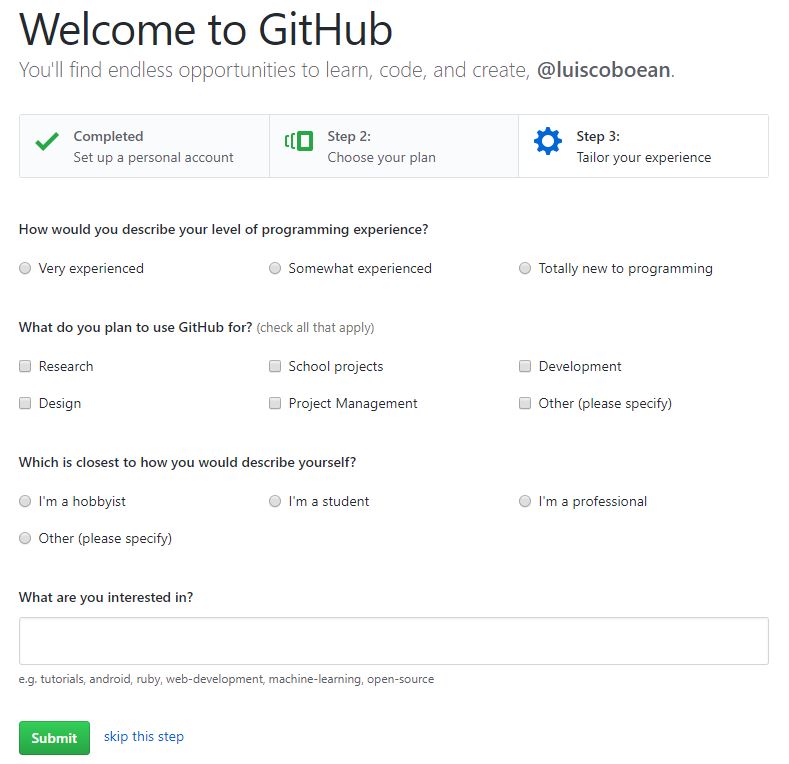 Welcome to GitHub
You'll find endless opportunities to learn, code, and create, @luiscoboean.
Completed
Set up a personal account
Step 2:
Choose your plan
Step 3:
Tailor your experience
How would you describe your level of programming experience?
Very experienced Somewhat experienced Totally new to programming
What do you plan to use GitHub for? (check all that apply)
Research School projects Development
Design Project Management Other (please specify)
Which is closest to how you would describe yourself?
I'm a hobbyist I'm a student I'm a professional
Other (please specify)
What are you interested in?
e.g. tutorials, android, ruby, web-development, machine-learning, open-source
Submit skip this step